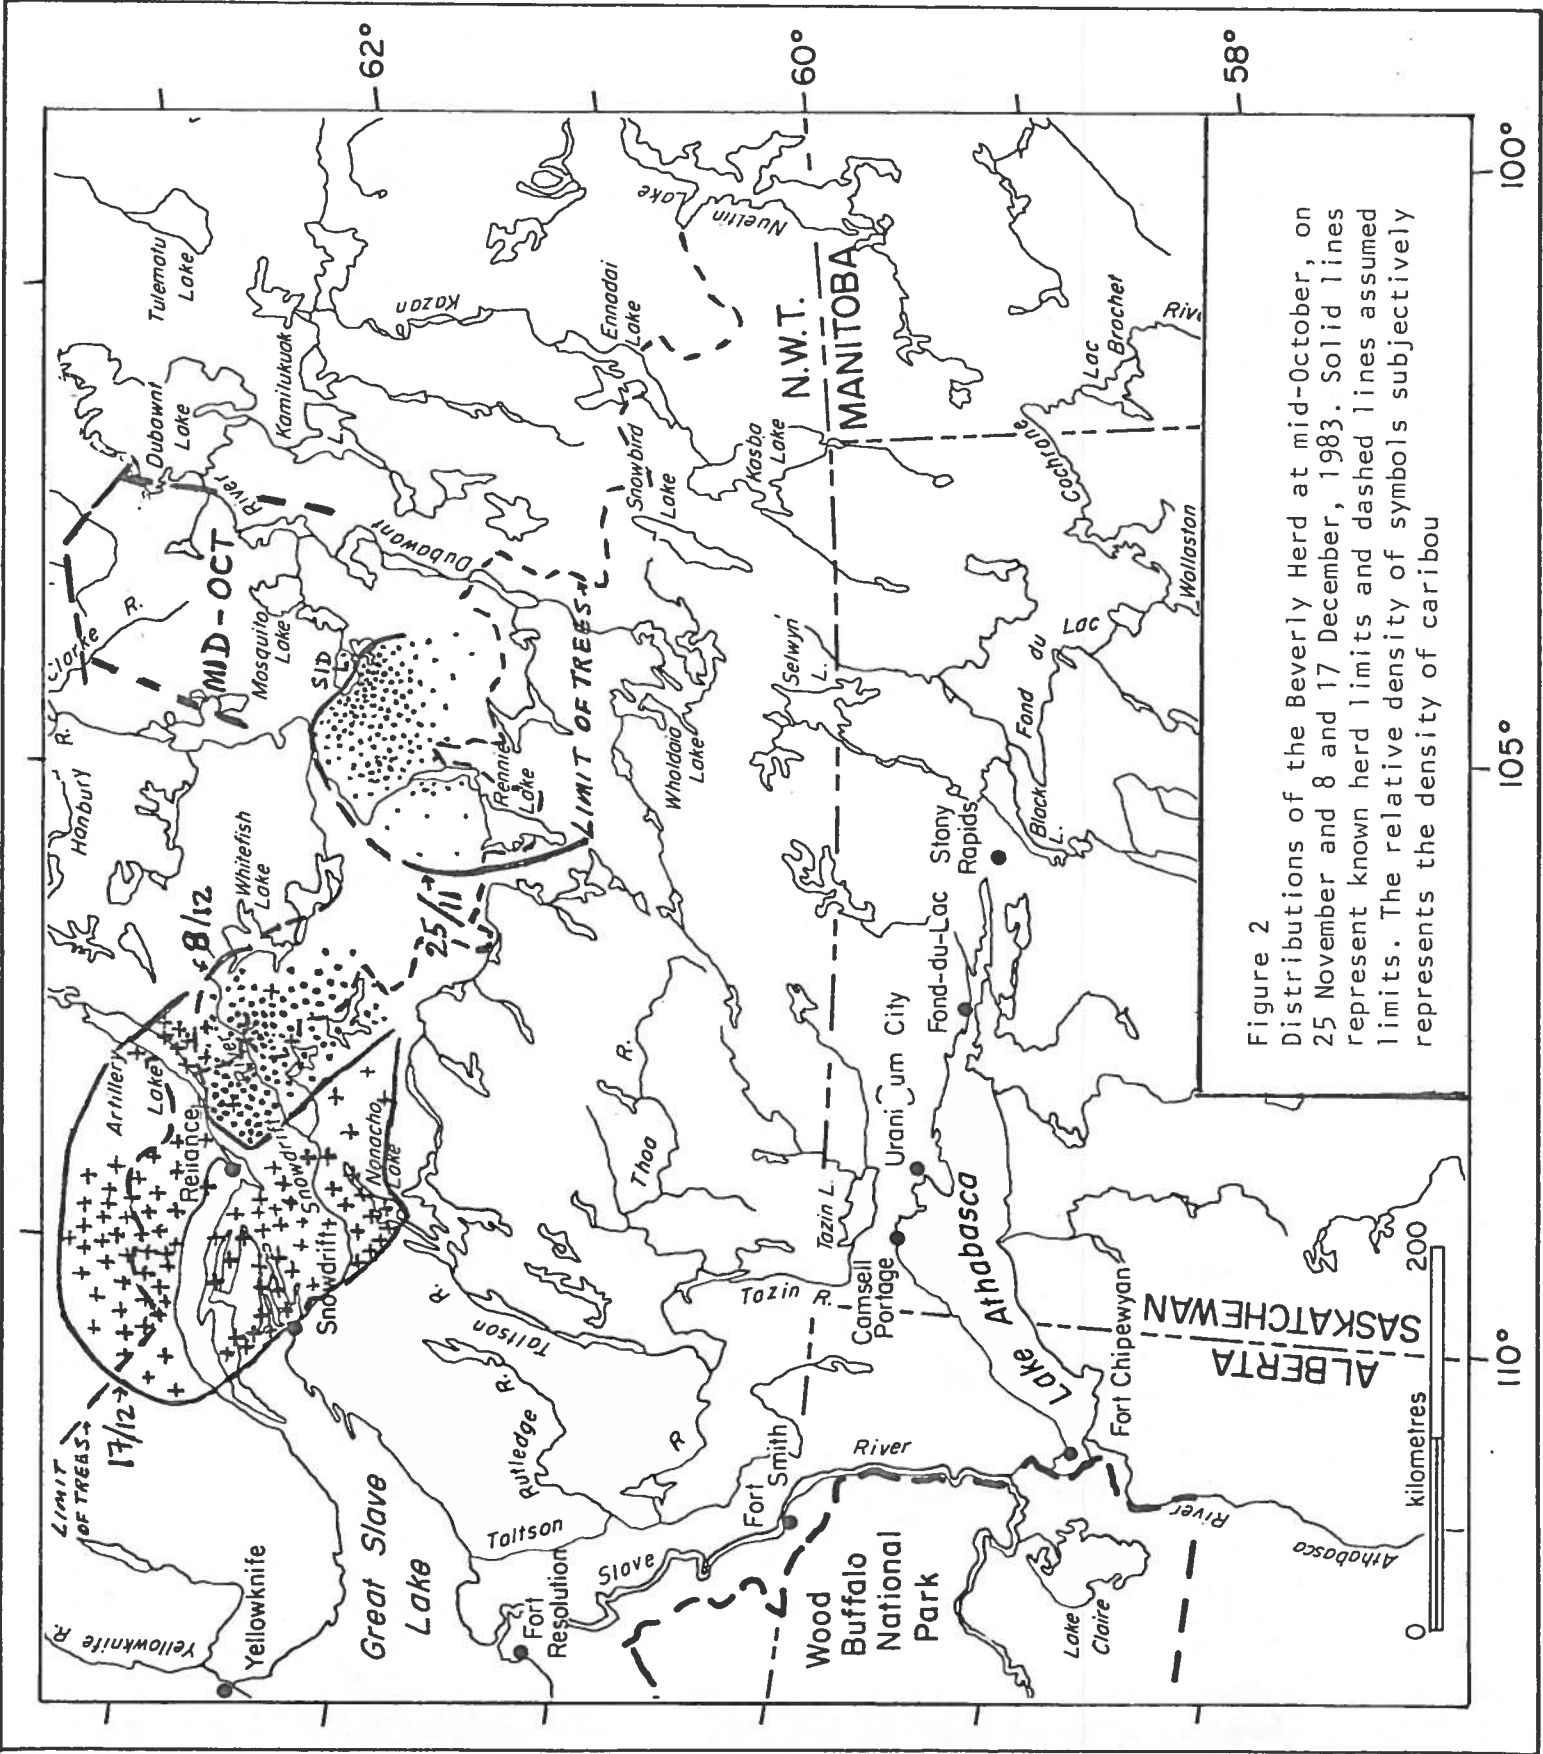 62°
60°
58°
100°
105°
110°
Tulematu
Lake
Dubawnt
Lake
Kamilukuak
L.
Kazan
Ennadai
Lake
Nueltin
Lake
N.W.T.
MANITOBA
Snowbird
Lake
Kasba
Lake
Cochrane
Lac
Brochet
Wollaston
River
Dubawnt
MID-OCT
Mosquito
Lake
SID
L.
Clarke
R.
Hanbury
R.
Whitefish
Lake
Rennie
Lake
LIMIT OF TREES
Wholdaia
Lake
Selwyn
L.
Fond
du
Lac
Black
L.
Stony
Rapids
Fond-du-Lac
Uranium City
8/12
25/11
Artillery
Lake
Reliance
Snowdrift
River
Snowdrift
Nonacho
Lake
Thoa
R.
Tazin L.
Tazin R.
Camsell
Portage
Lake
Athabasca
17/12
LIMIT
OF TREES
Yellowknife R.
Yellowknife
Great Slave
Lake
Fort
Resolution
Taltson
R.
Rutledge
R.
Taltson
R
Slave
River
Fort
Smith
Wood
Buffalo
National
Park
Lake
Claire
Fort Chipewyan
Athabasca
River
SASKATCHEWAN
ALBERTA
kilometres
0
200
Figure 2
Distributions of the Beverly Herd at mid-October, on
25 November and 8 and 17 December, 1983. Solid lines
represent known herd limits and dashed lines assumed
limits. The relative density of symbols subjectively
represents the density of caribou